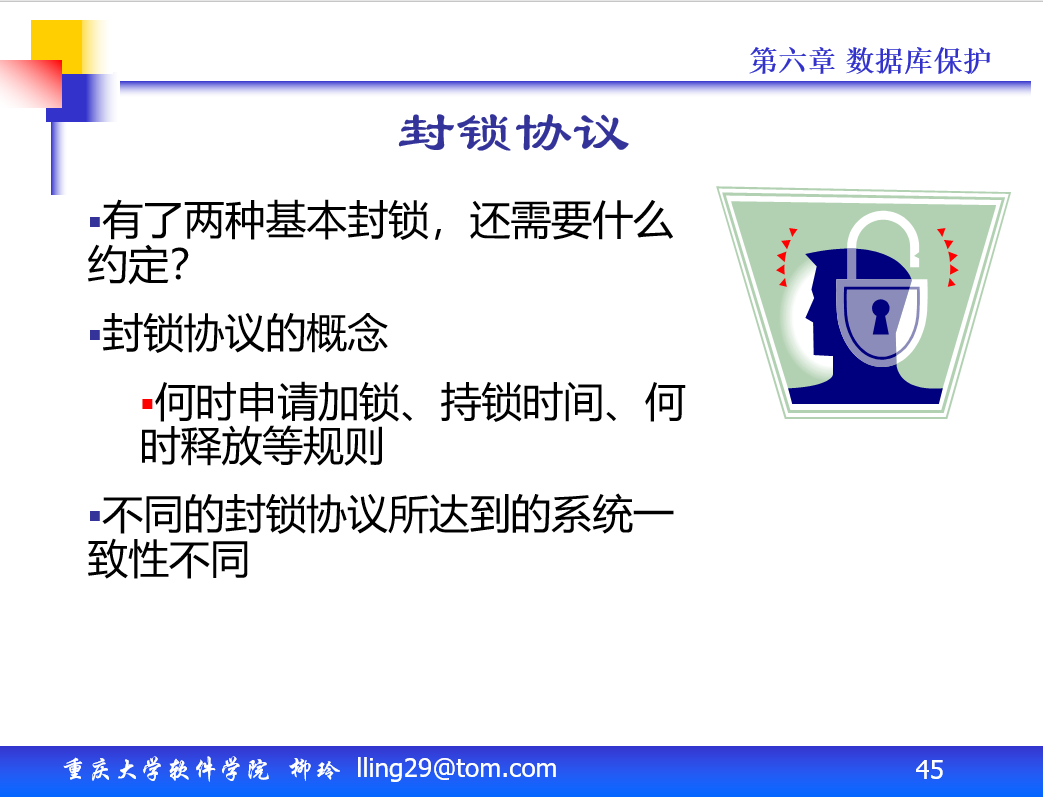 第六章 数据库保护
封锁协议
▪有了两种基本封锁，还需要什么
约定？
▪封锁协议的概念
▪何时申请加锁、持锁时间、何
时释放等规则
▪不同的封锁协议所达到的系统一
致性不同
重庆大学软件学院 柳玲 lling29@tom.com
45